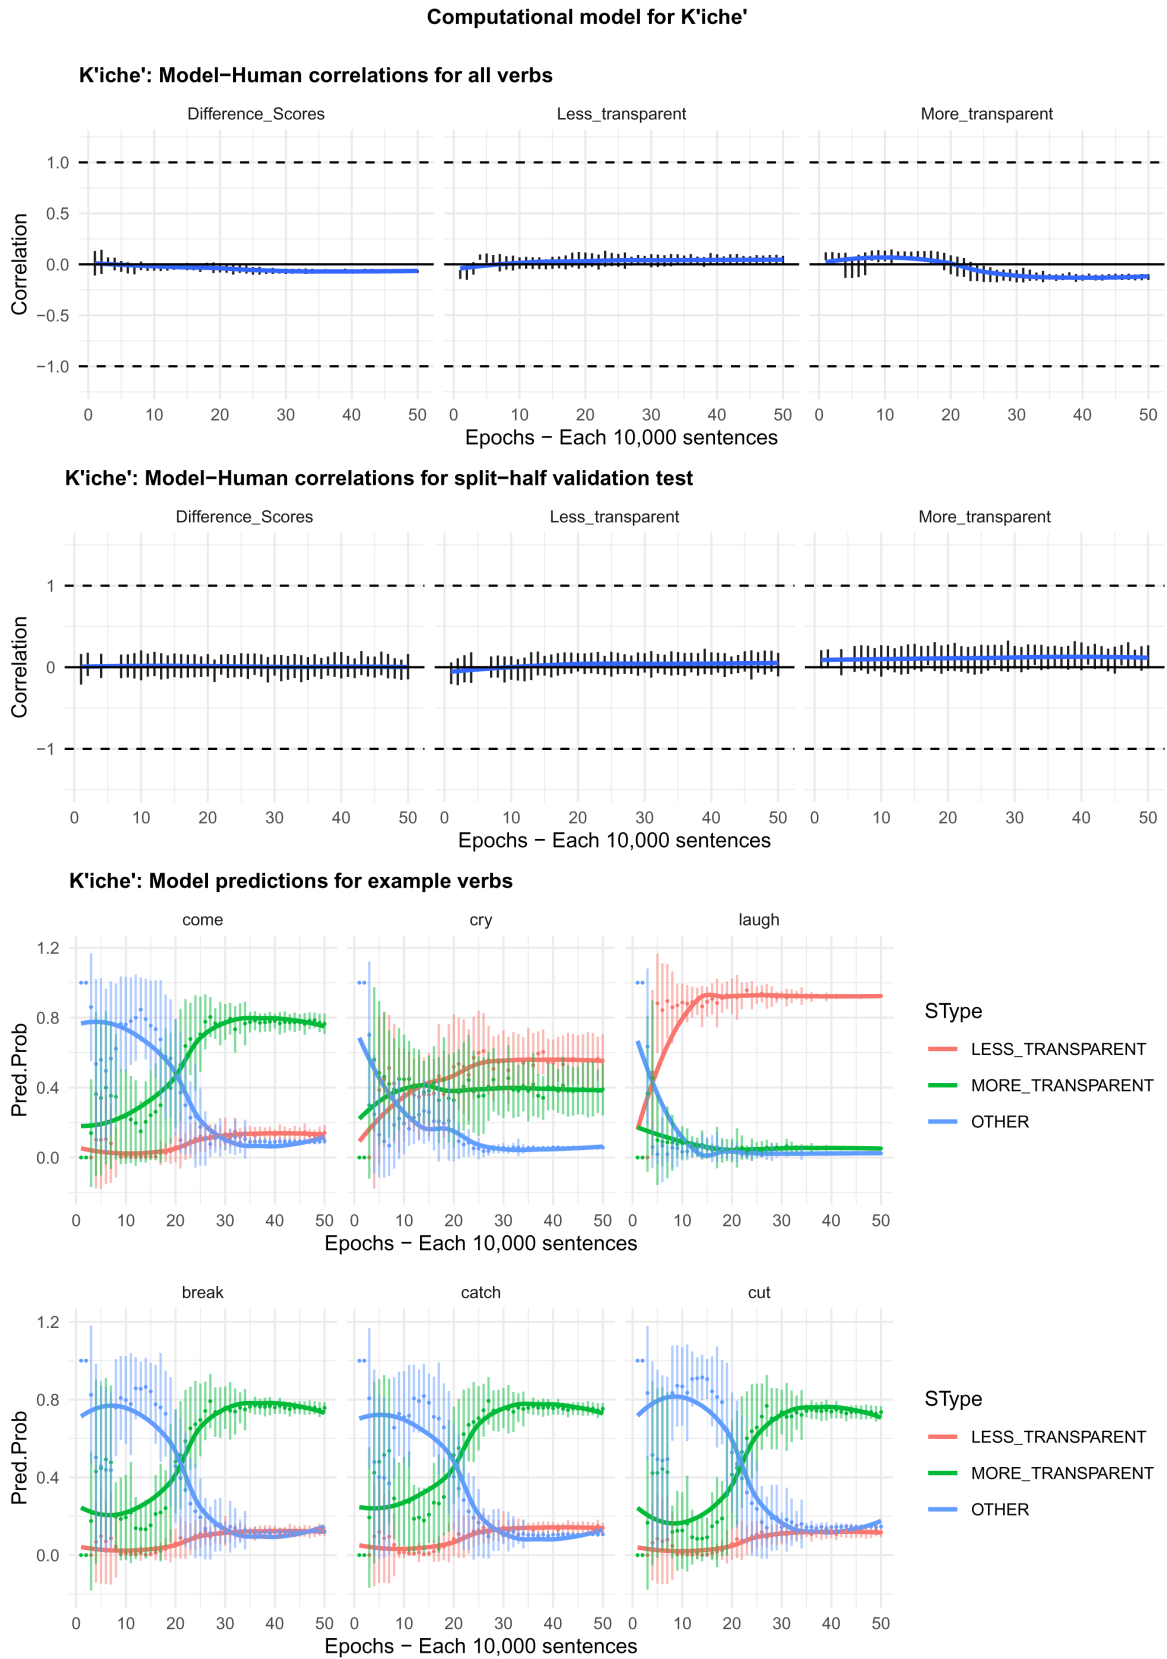 Computational model for K'iche'
K'iche': Model−Human correlations for all verbs
Difference_Scores Less_transparent More_transparent
Correlation
1.0
0.5
0.0
−0.5
−1.0
0 10 20 30 40 50 0 10 20 30 40 50 0 10 20 30 40 50
Epochs − Each 10,000 sentences
K'iche': Model−Human correlations for split−half validation test
Difference_Scores Less_transparent More_transparent
Correlation
1
0
−1
0 10 20 30 40 50 0 10 20 30 40 50 0 10 20 30 40 50
Epochs − Each 10,000 sentences
K'iche': Model predictions for example verbs
come cry laugh
Pred.Prob
1.2
0.8
0.4
0.0
0 10 20 30 40 50 0 10 20 30 40 50 0 10 20 30 40 50
Epochs − Each 10,000 sentences
SType
LESS_TRANSPARENT
MORE_TRANSPARENT
OTHER
break catch cut
Pred.Prob
1.2
0.8
0.4
0.0
0 10 20 30 40 50 0 10 20 30 40 50 0 10 20 30 40 50
Epochs − Each 10,000 sentences
SType
LESS_TRANSPARENT
MORE_TRANSPARENT
OTHER